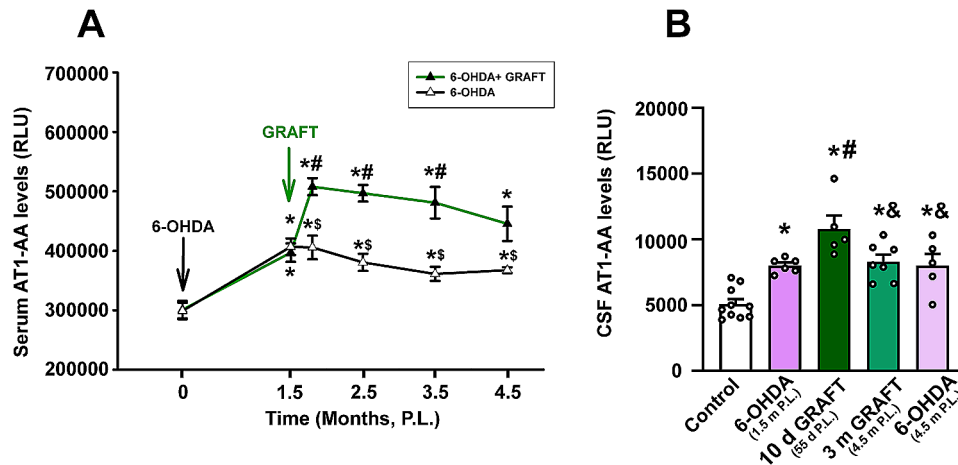 A
B
6-OHDA+ GRAFT
6-OHDA
Serum AT1-AA levels (RLU)
700000
600000
500000
400000
300000
200000
GRAFT
6-OHDA
*#
*#
*#
*
*
*$
*$
*$
*$
*
0
1.5
2.5
3.5
4.5
Time (Months, P.L.)
CSF AT1-AA levels (RLU)
20000
15000
10000
5000
0
*
*#
*&
*&
Control
6-OHDA
(1.5 m P.L.)
10 d GRAFT
(55 d P.L.)
3 m GRAFT
(4.5 m P.L.)
6-OHDA
(4.5 m P.L.)